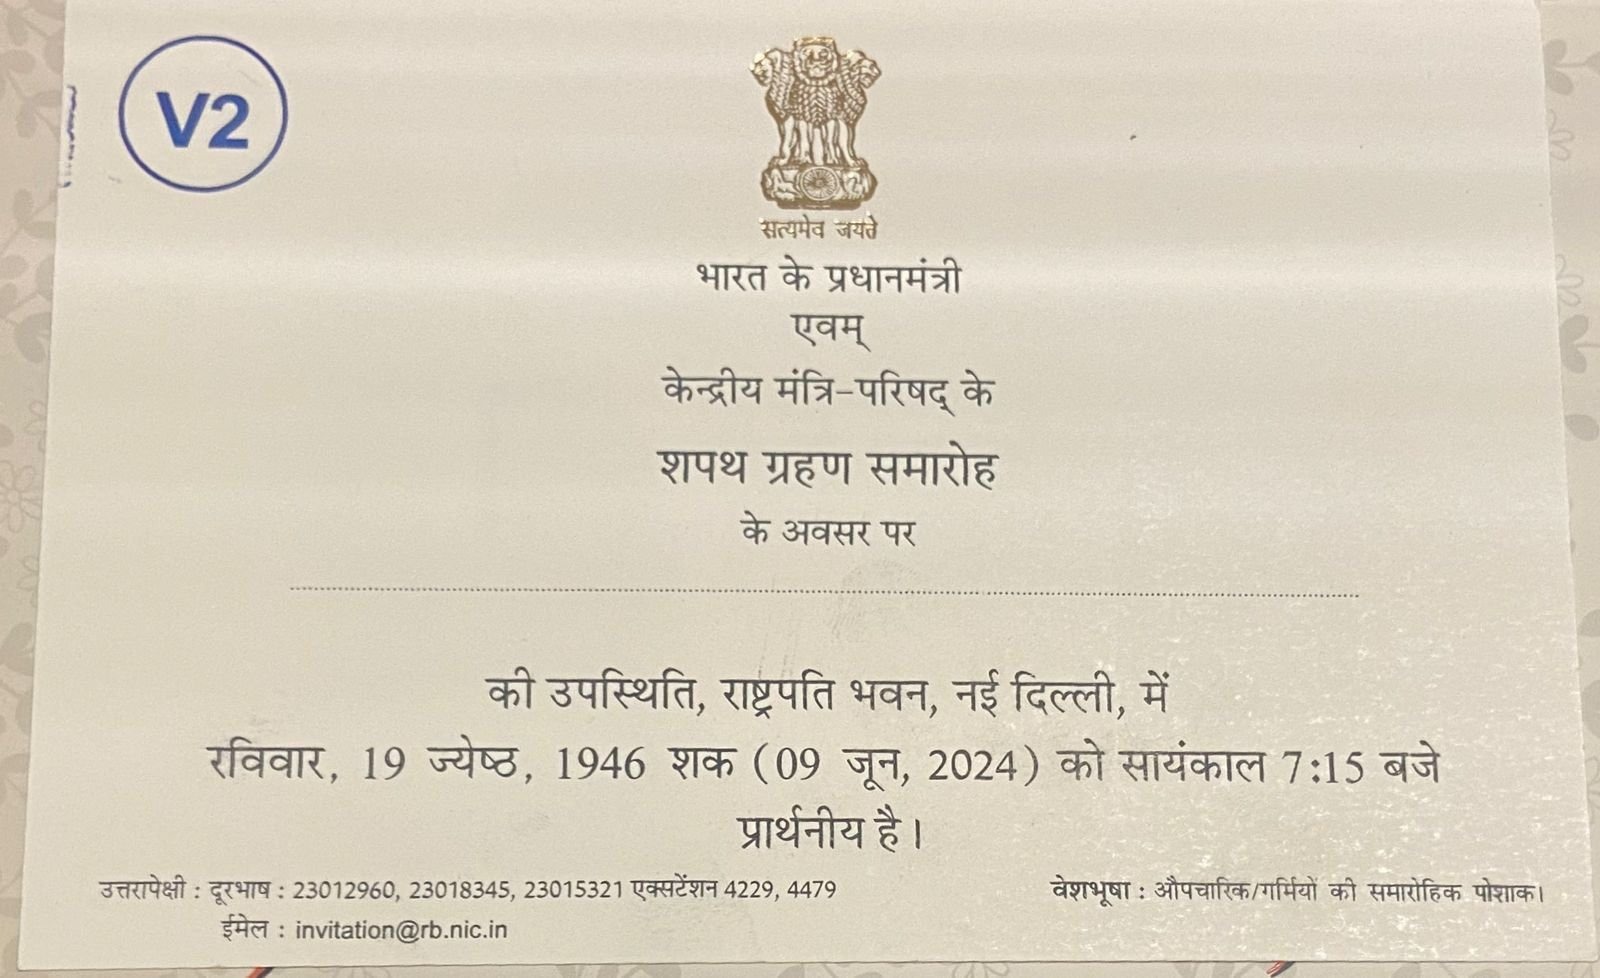 V2
सत्यमेव जयते
भारत के प्रधानमंत्री
एवम्
केन्द्रीय मंत्रि-परिषद् के
शपथ ग्रहण समारोह
के अवसर पर
की उपस्थिति, राष्ट्रपति भवन, नई दिल्ली, में
रविवार, 19 ज्येष्ठ, 1946 शक (09 जून, 2024) को सायंकाल 7:15 बजे
प्रार्थनीय है।
उत्तरापेक्षी : दूरभाष : 23012960, 23018345, 23015321 एक्सटेंशन 4229, 4479
ईमेल : invitation@rb.nic.in
वेशभूषा : औपचारिक/गर्मियों की समारोहिक पोशाक।